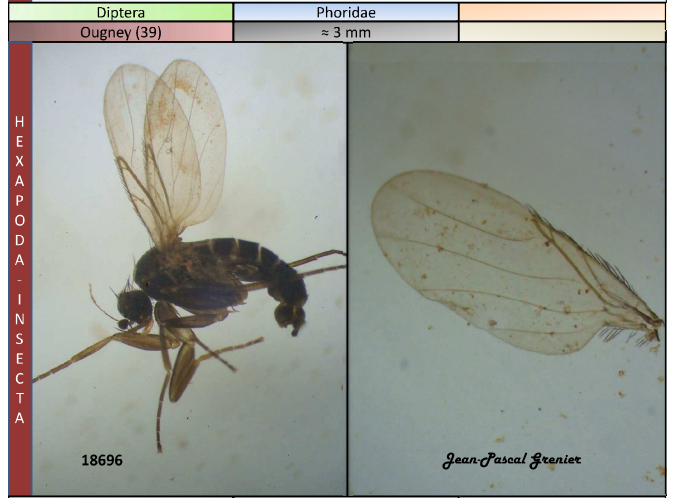 Diptera
Phoridae
Ougney (39)
≈ 3 mm
HEXAPODA - INSECTA
18696
Jean-Pascal Grenier